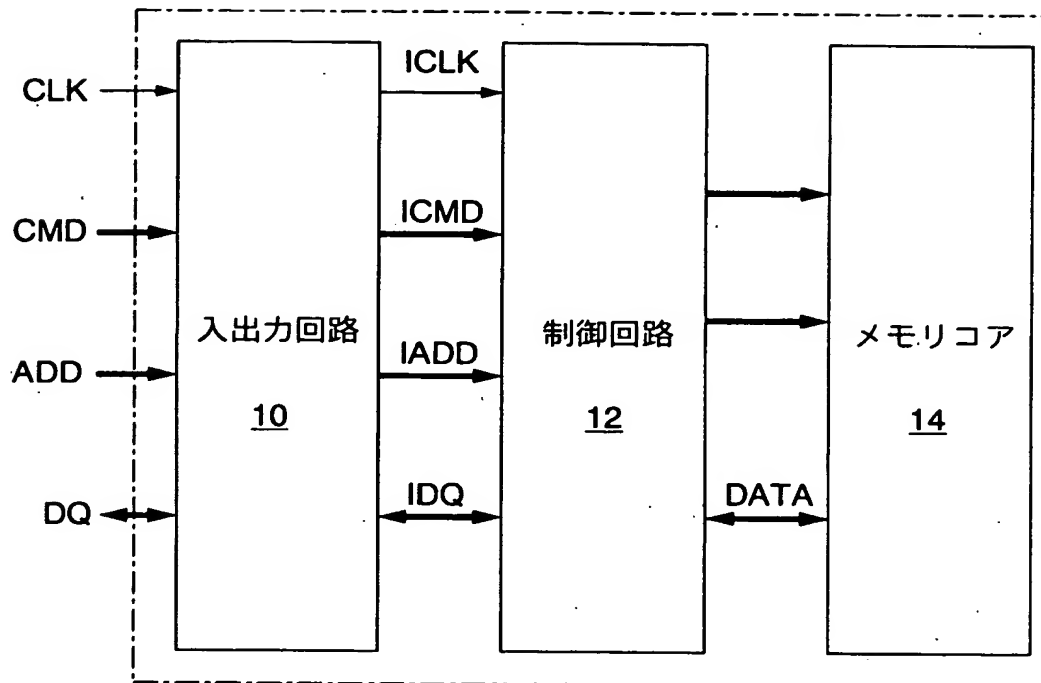 CLK
ICLK
CMD
ICMD
入出力回路
制御回路
メモリコア
ADD
IADD
10
12
14
DQ
IDQ
DATA